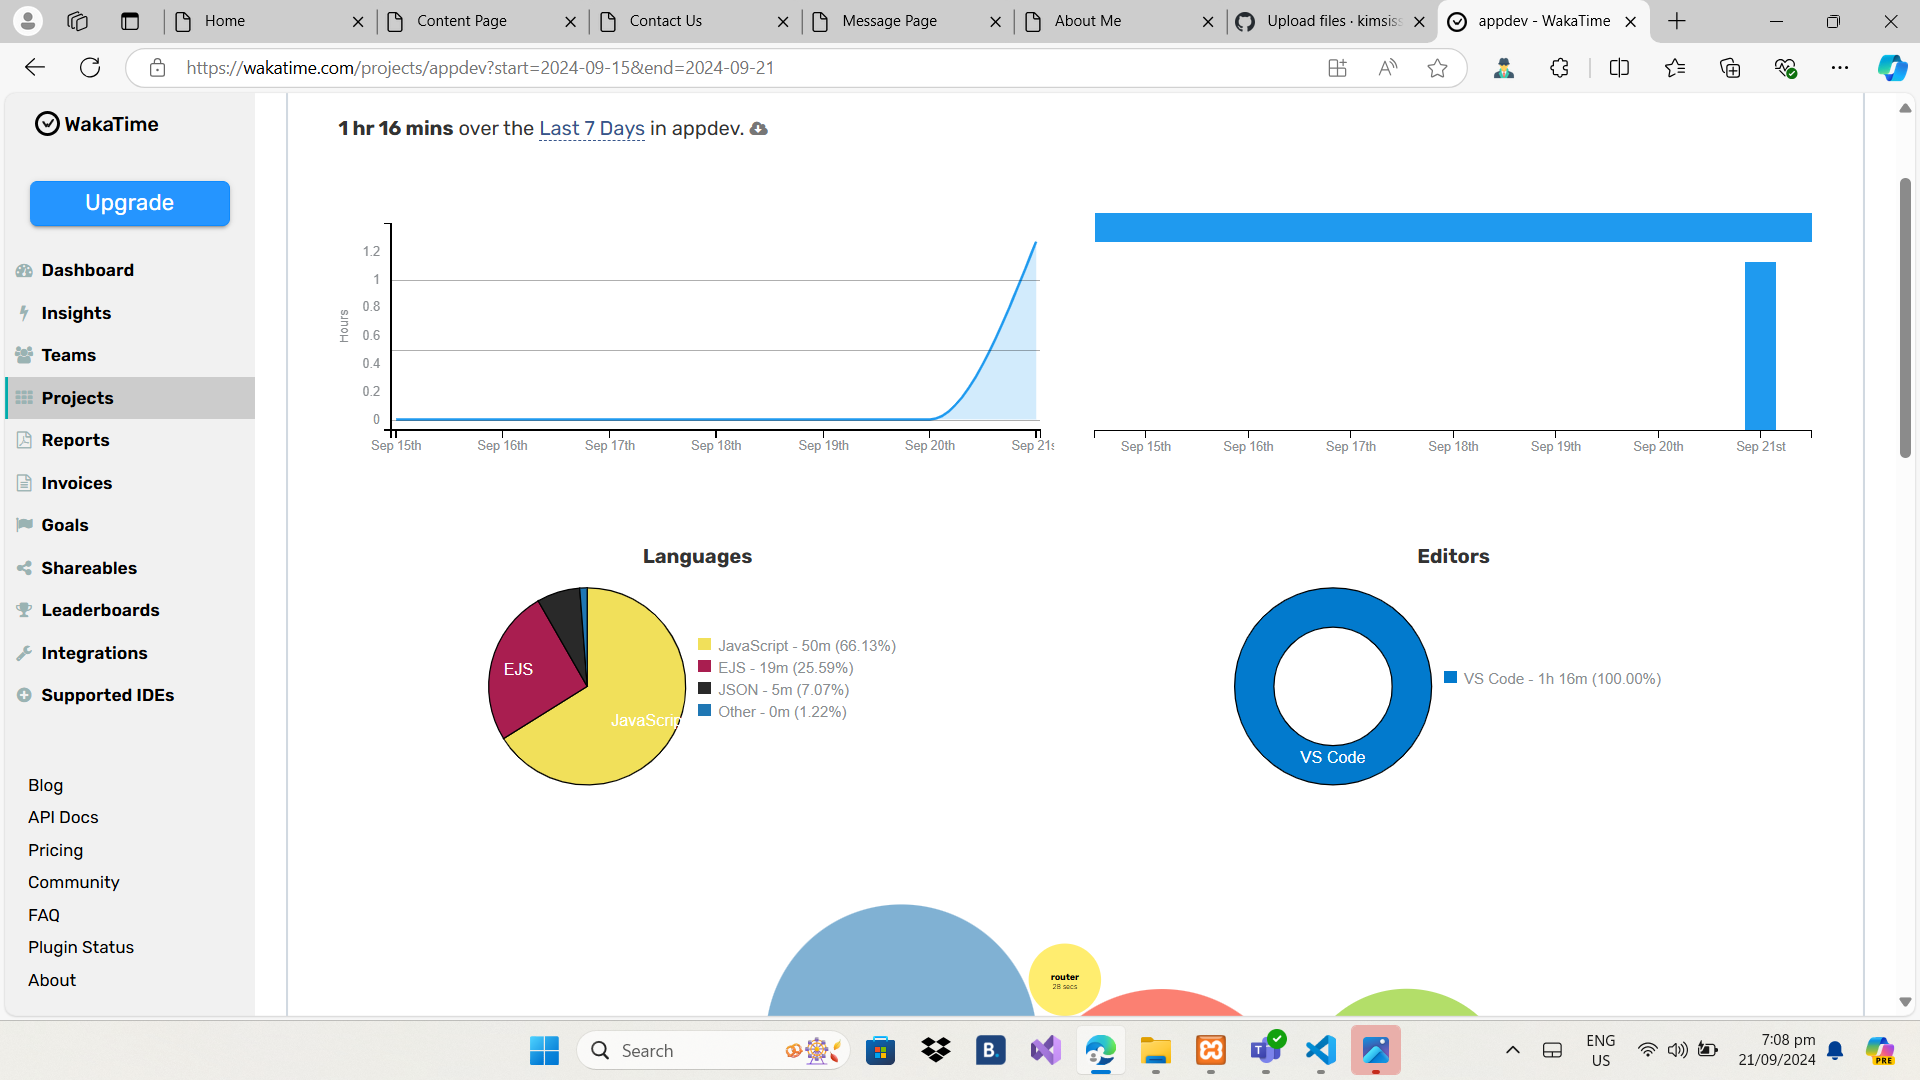 Home
Content Page
Contact Us
Message Page
About Me
Upload files · kimsiss
appdev - WakaTime
https://wakatime.com/projects/appdev?start=2024-09-15&end=2024-09-21
WakaTime
Upgrade
Dashboard
Insights
Teams
Projects
Reports
Invoices
Goals
Shareables
Leaderboards
Integrations
Supported IDEs
Blog
API Docs
Pricing
Community
FAQ
Plugin Status
About
1 hr 16 mins over the Last 7 Days in appdev.
Hours
1.2
1
0.8
0.6
0.4
0.2
0
Sep 15th Sep 16th Sep 17th Sep 18th Sep 19th Sep 20th Sep 21s
Sep 15th Sep 16th Sep 17th Sep 18th Sep 19th Sep 20th Sep 21st
Languages
EJS
JavaScrip
JavaScript - 50m (66.13%)
EJS - 19m (25.59%)
JSON - 5m (7.07%)
Other - 0m (1.22%)
Editors
VS Code
VS Code - 1h 16m (100.00%)
router
28 secs
Search
B.
ENG
US
7:08 pm
21/09/2024
PRE